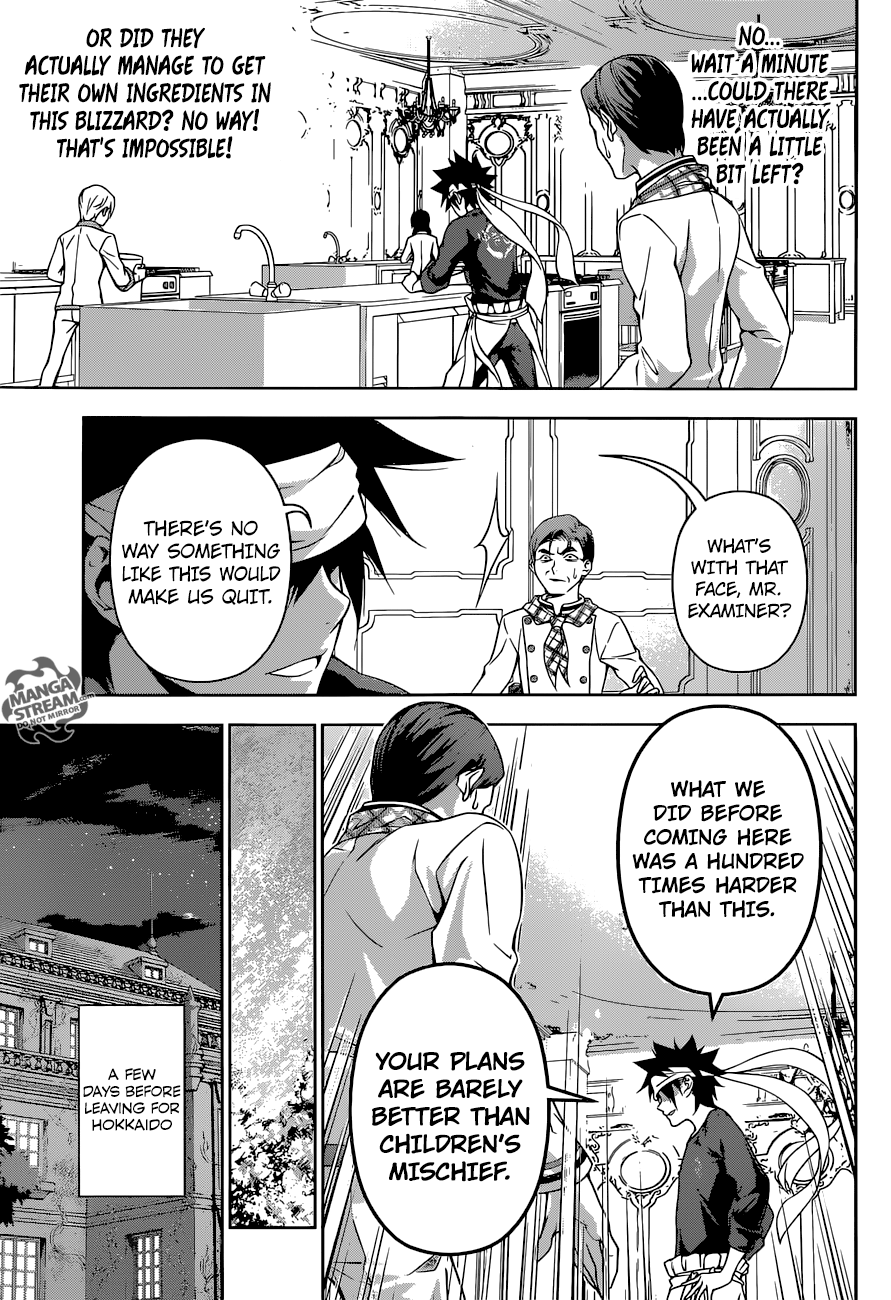 NO...
WAIT A MINUTE
...COULD THERE
HAVE ACTUALLY
BEEN A LITTLE
BIT LEFT?
OR DID THEY
ACTUALLY MANAGE TO GET
THEIR OWN INGREDIENTS IN
THIS BLIZZARD? NO WAY!
THAT'S IMPOSSIBLE!
WHAT'S
WITH THAT
FACE, MR.
EXAMINER?
THERE'S NO
WAY SOMETHING
LIKE THIS WOULD
MAKE US QUIT.
MANGA
STREAM.com
DO NOT MIRROR
WHAT WE
DID BEFORE
COMING HERE
WAS A HUNDRED
TIMES HARDER
THAN THIS.
YOUR PLANS
ARE BARELY
BETTER THAN
CHILDREN'S
MISCHIEF.
A FEW
DAYS BEFORE
LEAVING FOR
HOKKAIDO